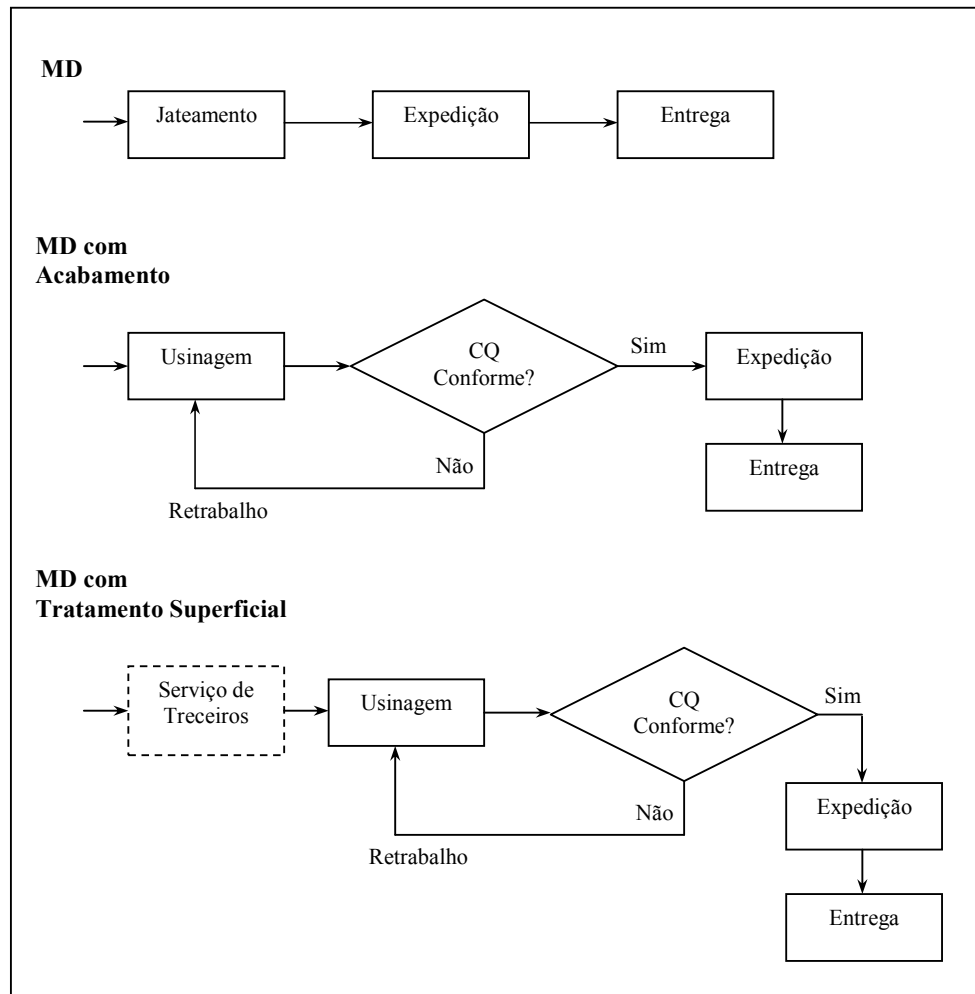 MD
Jateamento
Expedição
Entrega
MD com
Acabamento
Usinagem
CQ
Conforme?
Sim
Expedição
Não
Entrega
Retrabalho
MD com
Tratamento Superficial
Serviço de
Treceiros
Usinagem
CQ
Conforme?
Sim
Não
Expedição
Retrabalho
Entrega